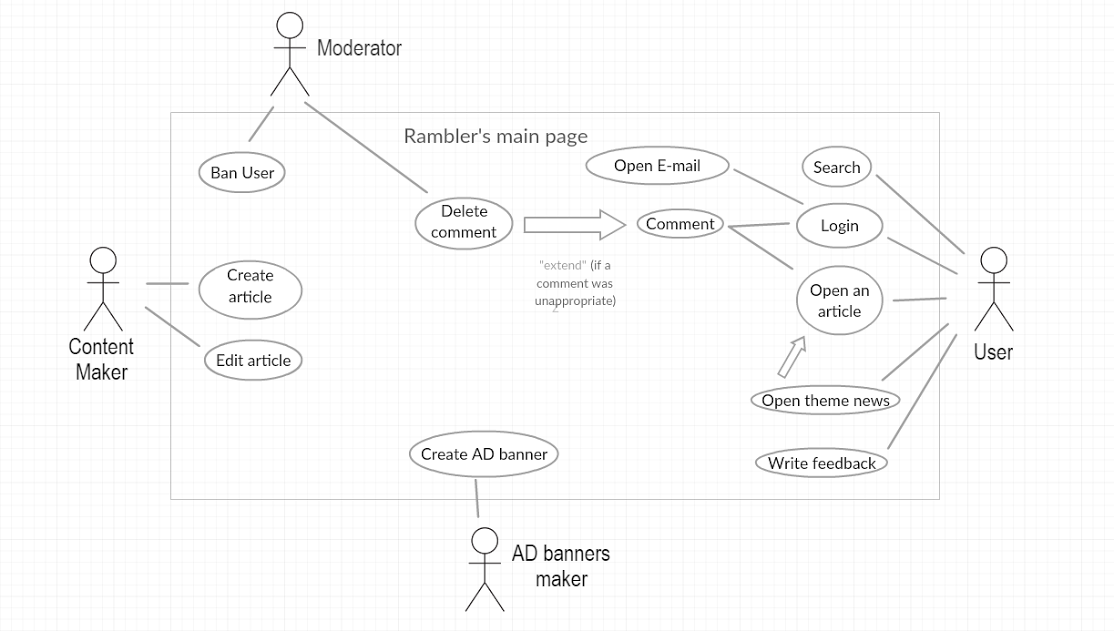 Moderator
Rambler's main page
Ban User
Open E-mail
Search
Delete
comment
Comment
Login
"extend" (if a
comment was
unappropriate)
2
Create
article
Open an
article
Content
Maker
Edit article
User
Open theme news
Create AD banner
Write feedback
AD banners
maker